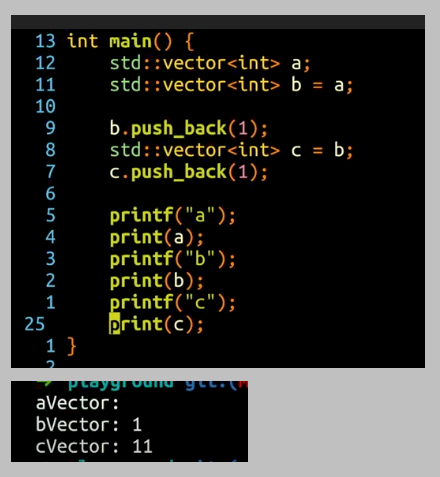 13 int main() {
12 std::vector<int> a;
11 std::vector<int> b = a;
10
9 b.push_back(1);
8 std::vector<int> c = b;
7 c.push_back(1);
6
5 printf("a");
4 print(a);
3 printf("b");
2 print(b);
1 printf("c");
25 print(c);
1 }
2
playground git:(
aVector:
bVector: 1
cVector: 11